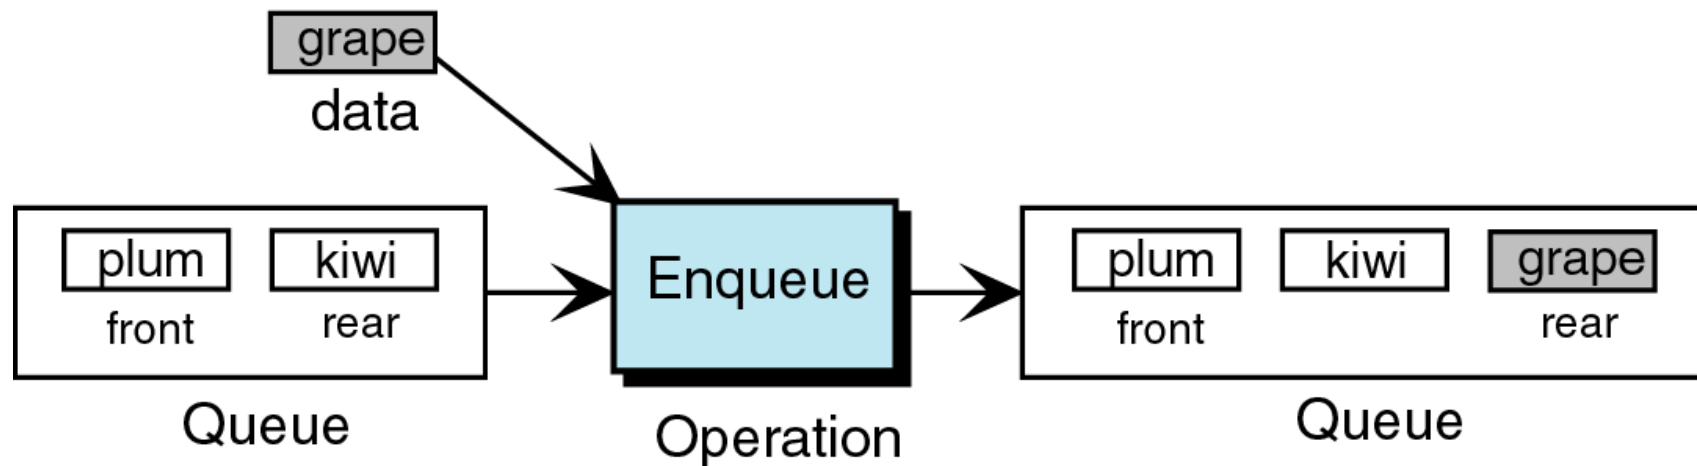 grape
data
plum kiwi
front rear
Queue
Enqueue
Operation
plum kiwi grape
front rear
Queue